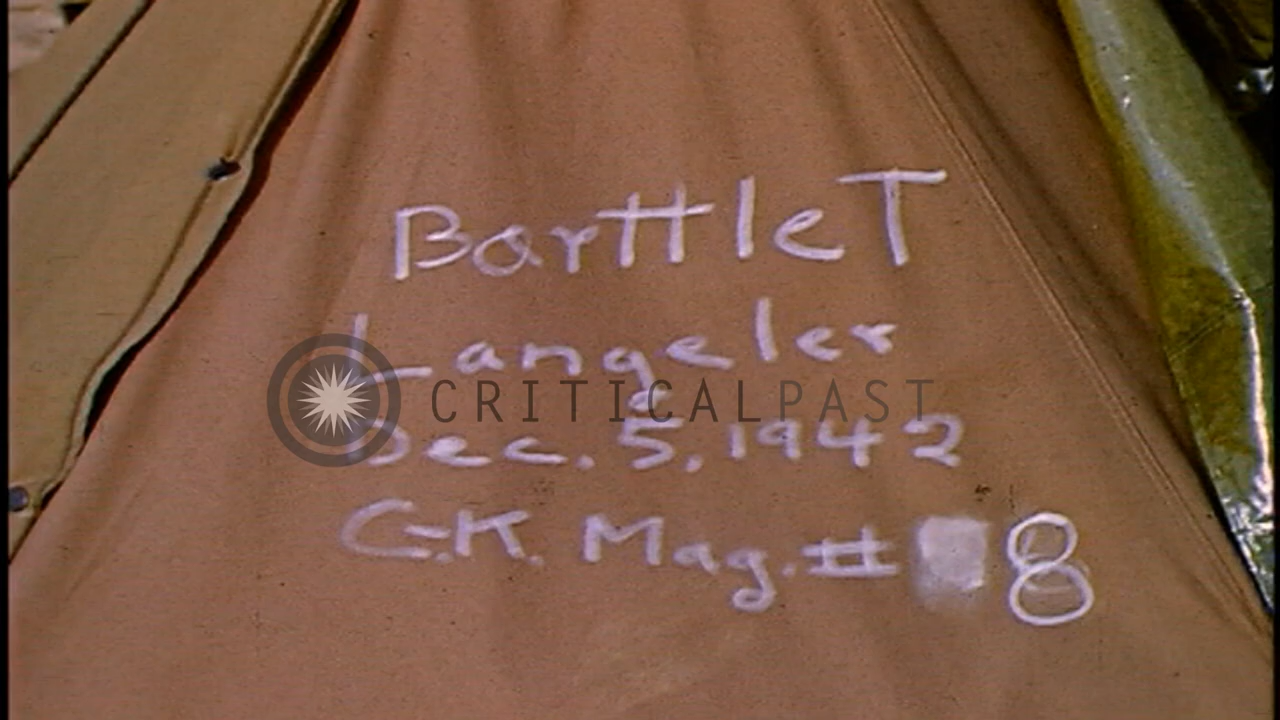 BarttleT
Langeler
CRITICALPAST
Dec. 5, 1942
C.K. Mag. # 8